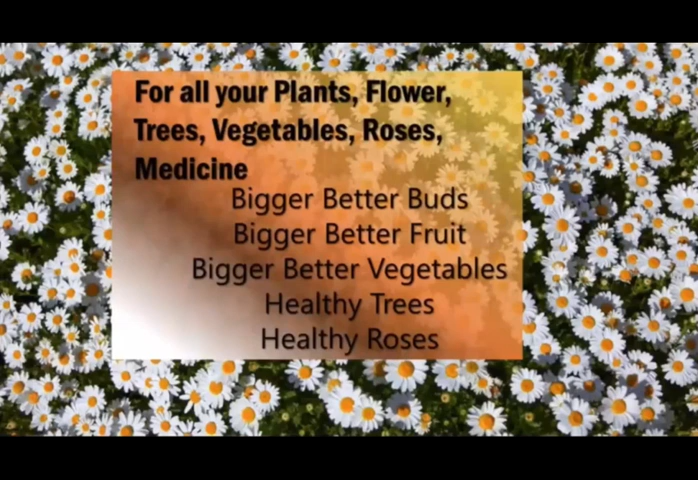 For all your Plants, Flower,
Trees, Vegetables, Roses,
Medicine
Bigger Better Buds
Bigger Better Fruit
Bigger Better Vegetables
Healthy Trees
Healthy Roses